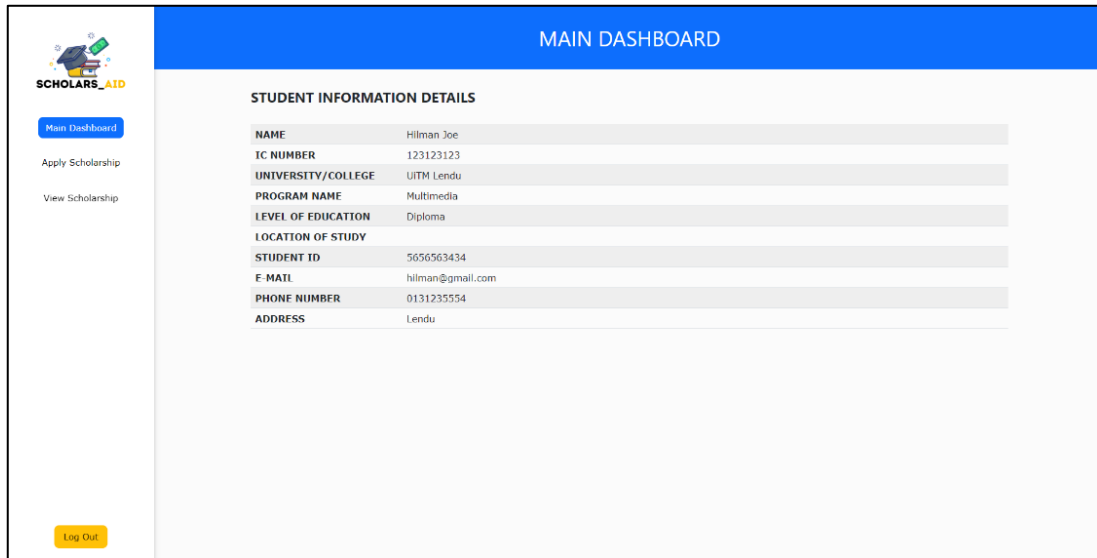 SCHOLARS_AID
Main Dashboard
Apply Scholarship
View Scholarship
Log Out
MAIN DASHBOARD
STUDENT INFORMATION DETAILS
NAME Hilman Joe
IC NUMBER 123123123
UNIVERSITY/COLLEGE UiTM Lendu
PROGRAM NAME Multimedia
LEVEL OF EDUCATION Diploma
LOCATION OF STUDY
STUDENT ID 5656563434
E-MAIL hilman@gmail.com
PHONE NUMBER 0131235554
ADDRESS Lendu